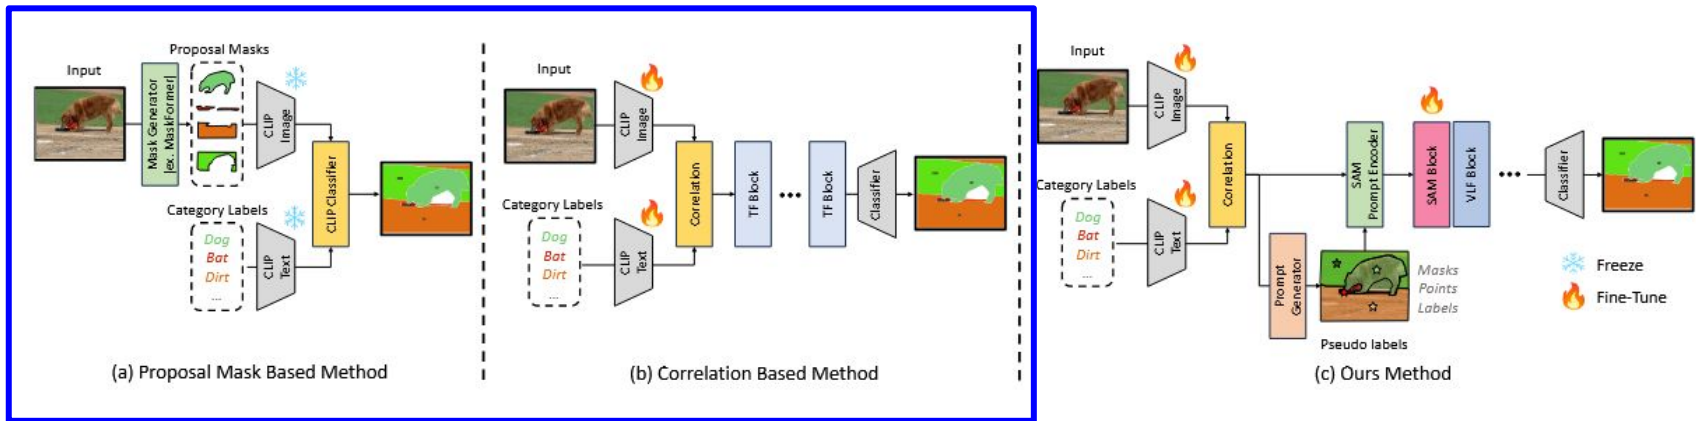 Input
Mask Generator
|ex. MaskFormer|
Proposal Masks
CLIP
Image
Category Labels
Dog
Bat
Dirt
...
CLIP
Text
CLIP Classifier
(a) Proposal Mask Based Method
Input
CLIP
Image
Category Labels
Dog
Bat
Dirt
...
CLIP
Text
Correlation
TF Block
TF Block
Classifier
(b) Correlation Based Method
Input
CLIP
Image
Category Labels
Dog
Bat
Dirt
...
CLIP
Text
Correlation
Prompt
Generator
SAM
Prompt Encoder
SAM Block
VLF Block
Classifier
Masks
Points
Labels
Pseudo labels
Freeze
Fine-Tune
(c) Ours Method